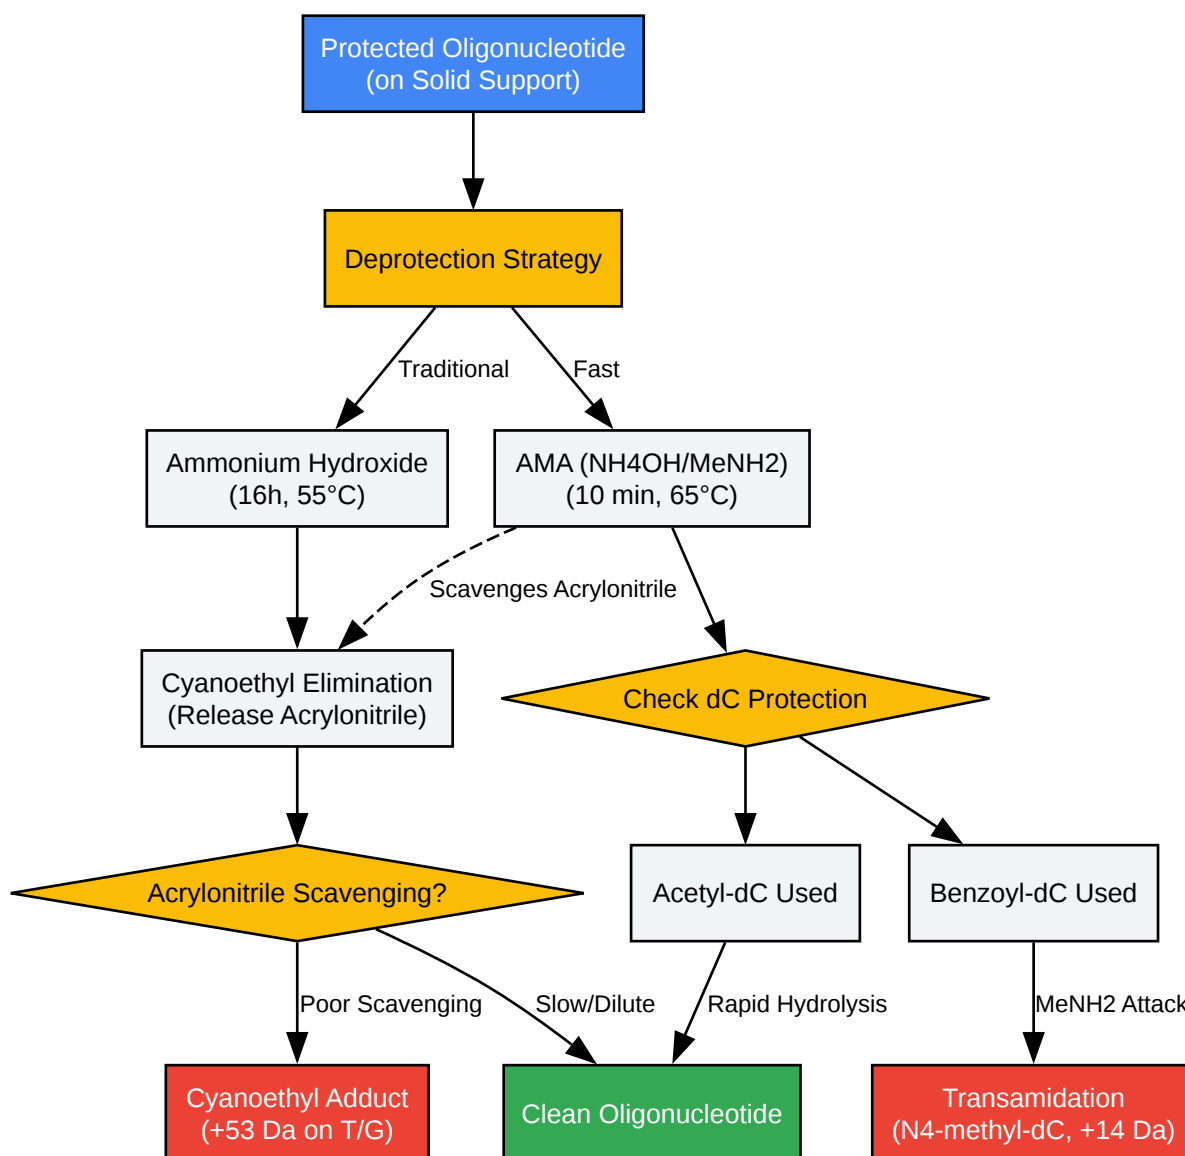 Protected Oligonucleotide
(on Solid Support)
Deprotection Strategy
Traditional
Fast
Ammonium Hydroxide
(16h, 55°C)
AMA (NH4OH/MeNH2)
(10 min, 65°C)
Scavenges Acrylonitrile
Cyanoethyl Elimination
(Release Acrylonitrile)
Check dC Protection
Acrylonitrile Scavenging?
Acetyl-dC Used
Benzoyl-dC Used
Poor Scavenging
Slow/Dilute
Rapid Hydrolysis
MeNH2 Attack
Cyanoethyl Adduct
(+53 Da on T/G)
Clean Oligonucleotide
Transamidation
(N4-methyl-dC, +14 Da)